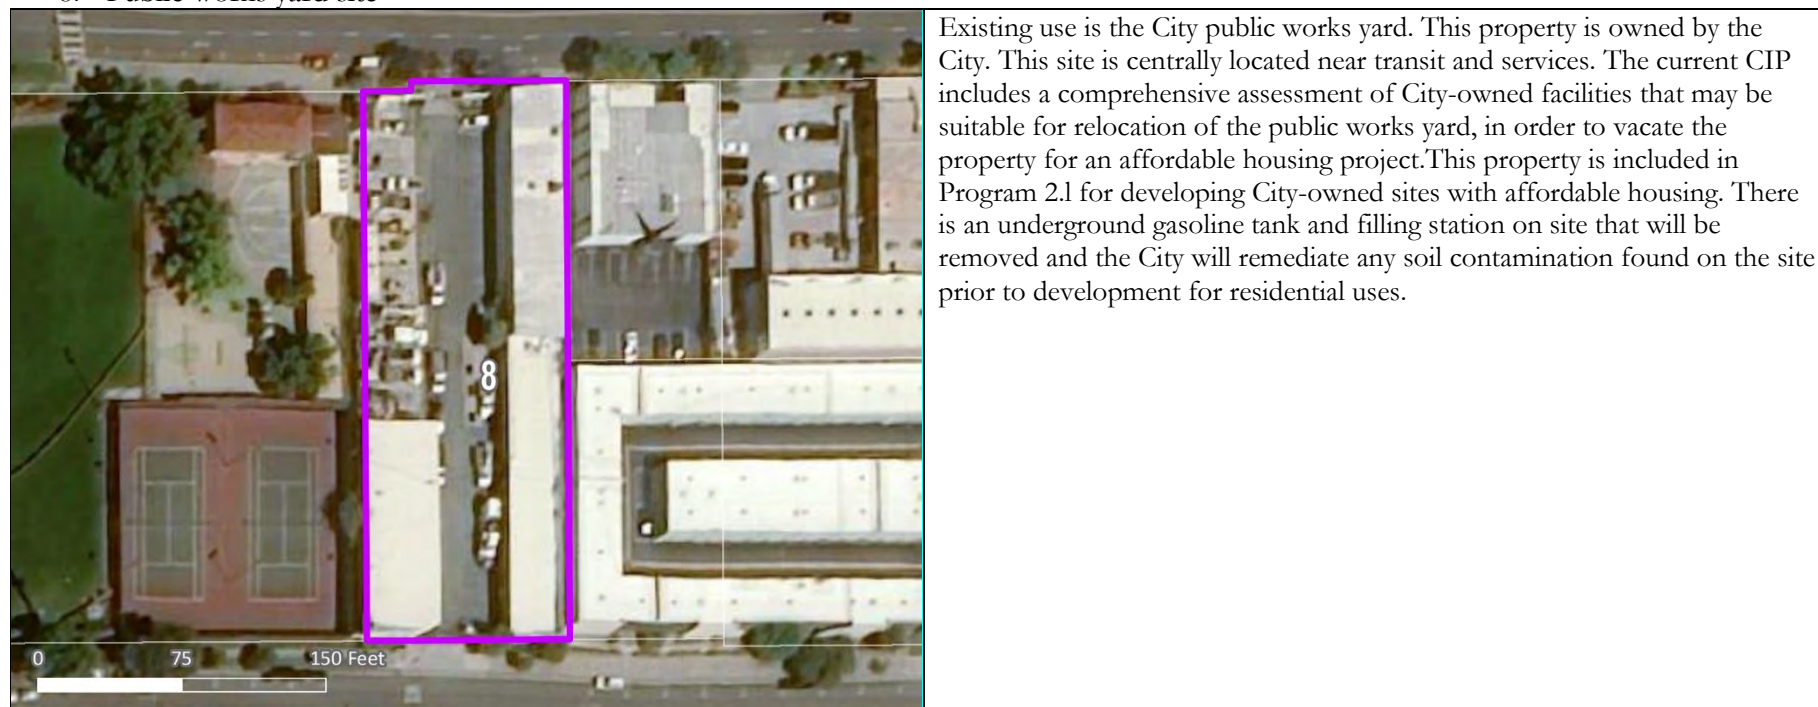 Public works yard site
Existing use is the City public works yard. This property is owned by the
City. This site is centrally located near transit and services. The current CIP
includes a comprehensive assessment of City-owned facilities that may be
suitable for relocation of the public works yard, in order to vacate the
property for an affordable housing project.This property is included in
Program 2.l for developing City-owned sites with affordable housing. There
is an underground gasoline tank and filling station on site that will be
removed and the City will remediate any soil contamination found on the site
prior to development for residential uses.
8
0 75 150 Feet